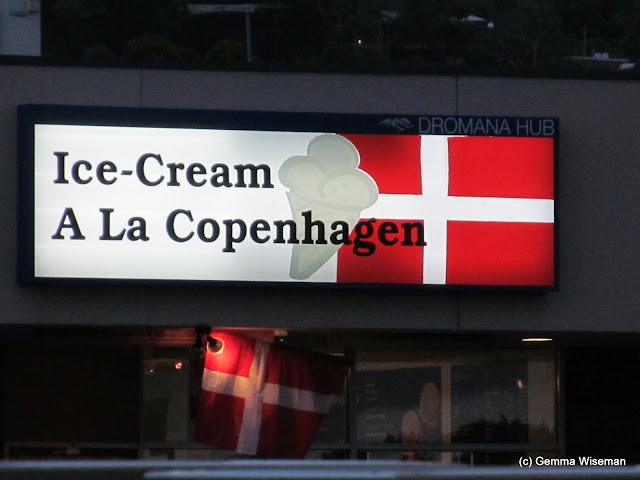 DROMANA HUB
Ice-Cream
A La Copenhagen
(c) Gemma Wiseman